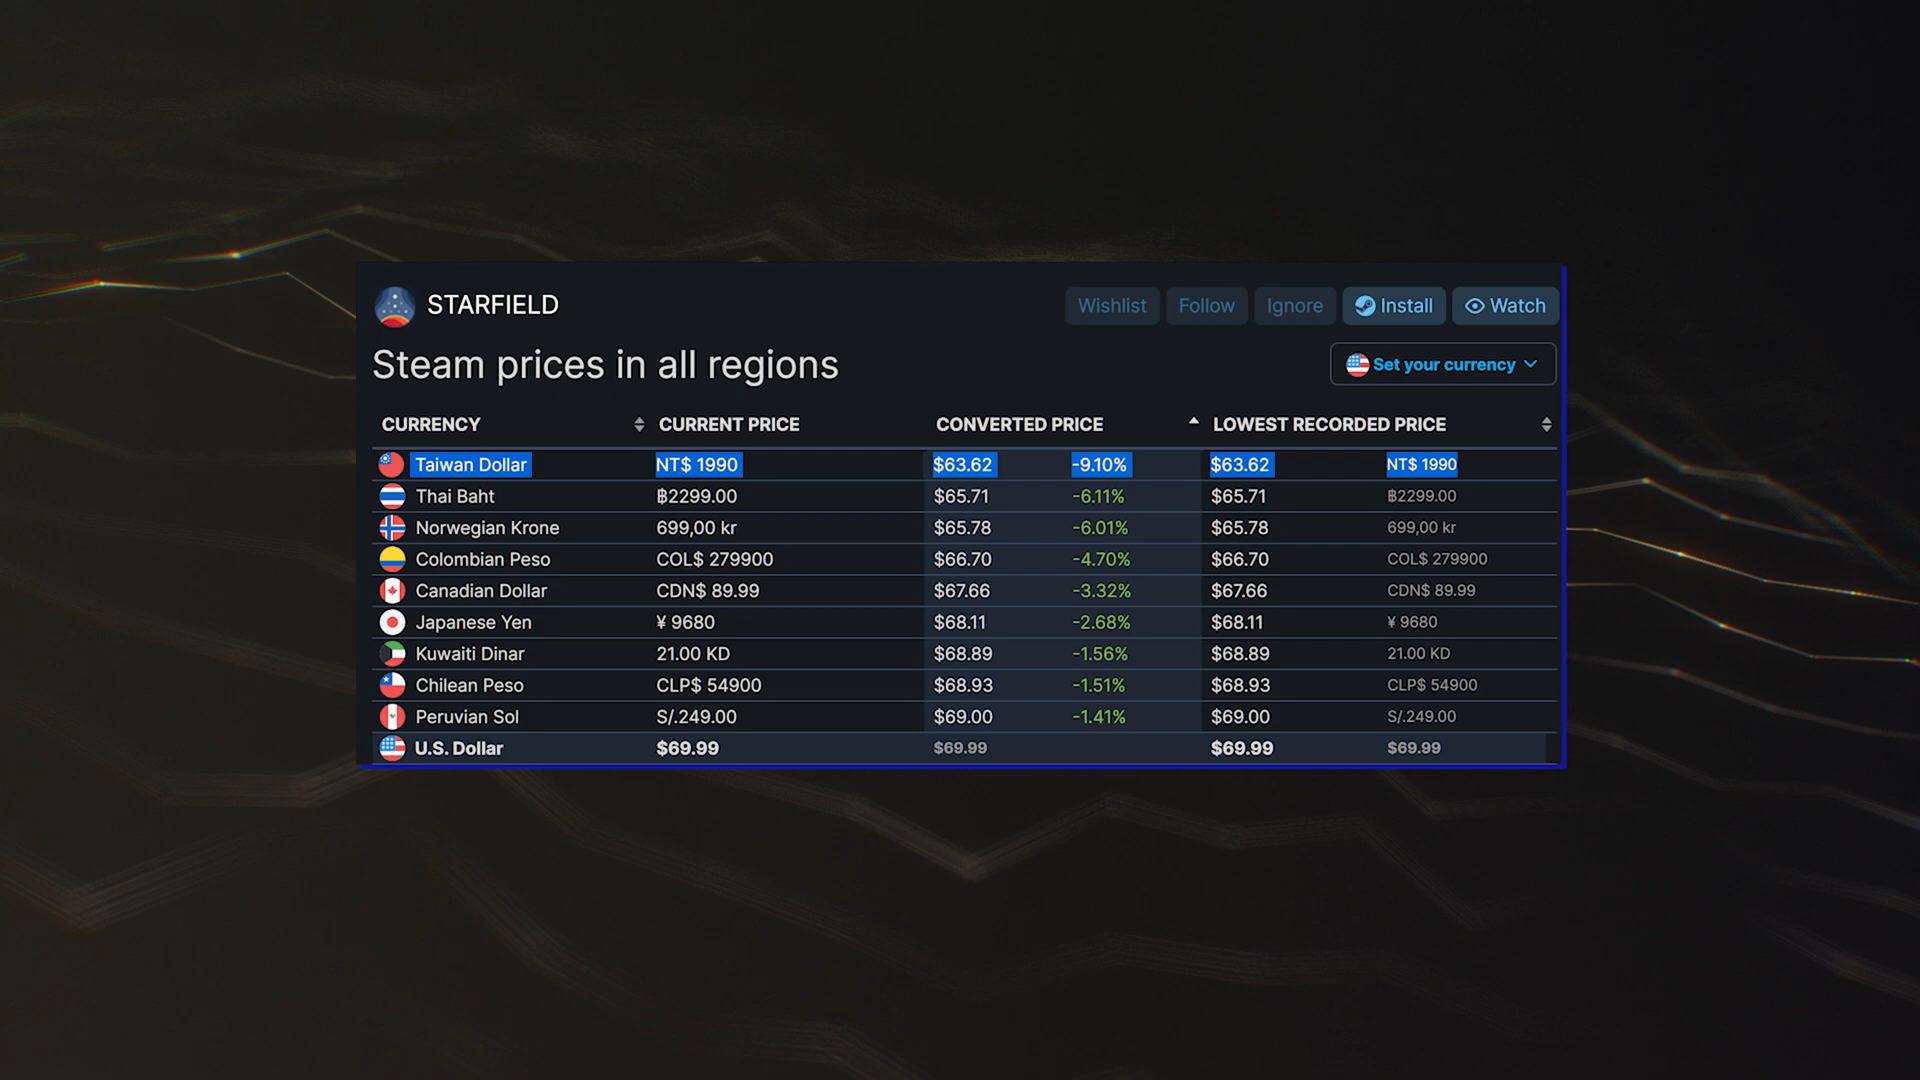 STARFIELD
Wishlist Follow Ignore Install Watch
Steam prices in all regions
Set your currency
CURRENCY CURRENT PRICE CONVERTED PRICE LOWEST RECORDED PRICE
Taiwan Dollar NT$ 1990 $63.62 -9.10% $63.62 NT$ 1990
Thai Baht ฿2299.00 $65.71 -6.11% $65.71 ฿2299.00
Norwegian Krone 699,00 kr $65.78 -6.01% $65.78 699,00 kr
Colombian Peso COL$ 279900 $66.70 -4.70% $66.70 COL$ 279900
Canadian Dollar CDN$ 89.99 $67.66 -3.32% $67.66 CDN$ 89.99
Japanese Yen ¥ 9680 $68.11 -2.68% $68.11 ¥ 9680
Kuwaiti Dinar 21.00 KD $68.89 -1.56% $68.89 21.00 KD
Chilean Peso CLP$ 54900 $68.93 -1.51% $68.93 CLP$ 54900
Peruvian Sol S/.249.00 $69.00 -1.41% $69.00 S/.249.00
U.S. Dollar $69.99 $69.99 $69.99 $69.99